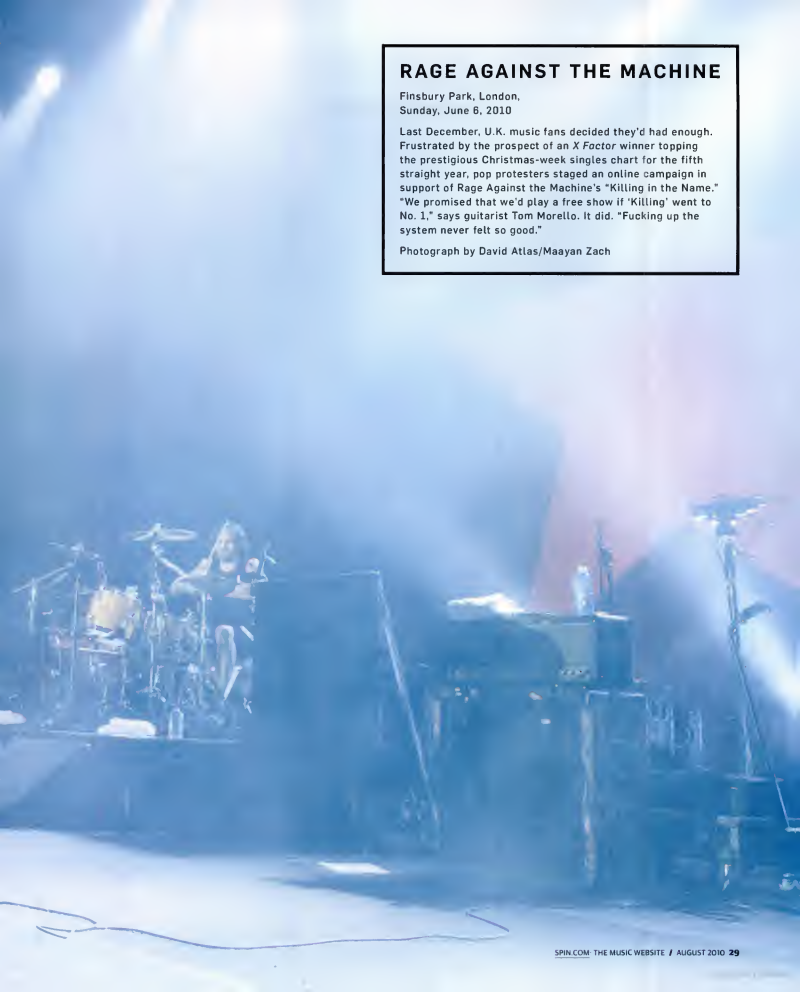 RAGE AGAINST THE MACHINE
Finsbury Park, London,
Sunday, June 6, 2010
Last December, U.K. music fans decided they'd had enough.
Frustrated by the prospect of an X Factor winner topping
the prestigious Christmas-week singles chart for the fifth
straight year, pop protesters staged an online campaign in
support of Rage Against the Machine's “Killing in the Name.”
“We promised that we'd play a free show if ‘Killing’ went to
No. 1,” says guitarist Tom Morello. It did. “Fucking up the
system never felt so good.”
Photograph by David Atlas/Maayan Zach
SPIN.COM THE MUSIC WEBSITE / AUGUST 2010 29